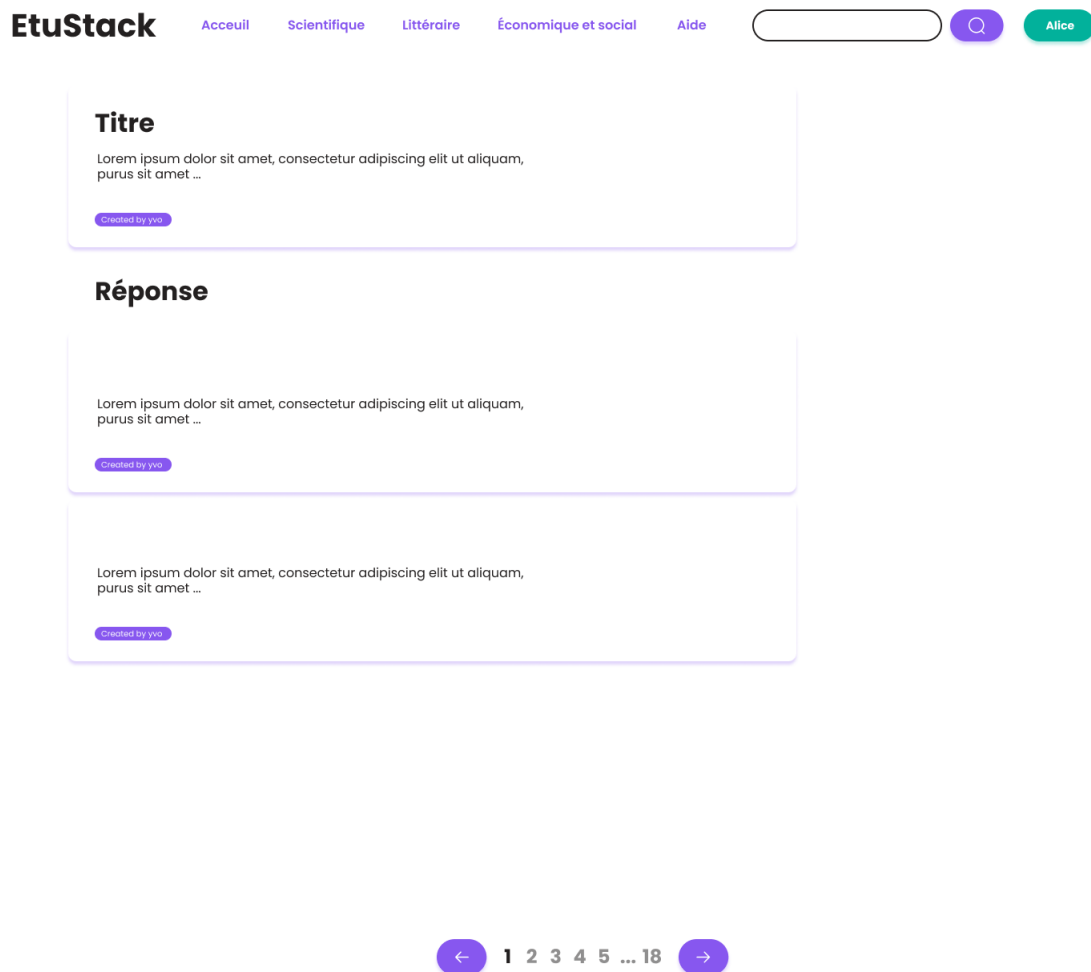 EtuStack Acceuil Scientifique Littéraire Économique et social Aide Alice
Titre
Lorem ipsum dolor sit amet, consectetur adipiscing elit ut aliquam,
purus sit amet ...
Created by yvo
Réponse
Lorem ipsum dolor sit amet, consectetur adipiscing elit ut aliquam,
purus sit amet ...
Created by yvo
Lorem ipsum dolor sit amet, consectetur adipiscing elit ut aliquam,
purus sit amet ...
Created by yvo
1 2 3 4 5 ... 18